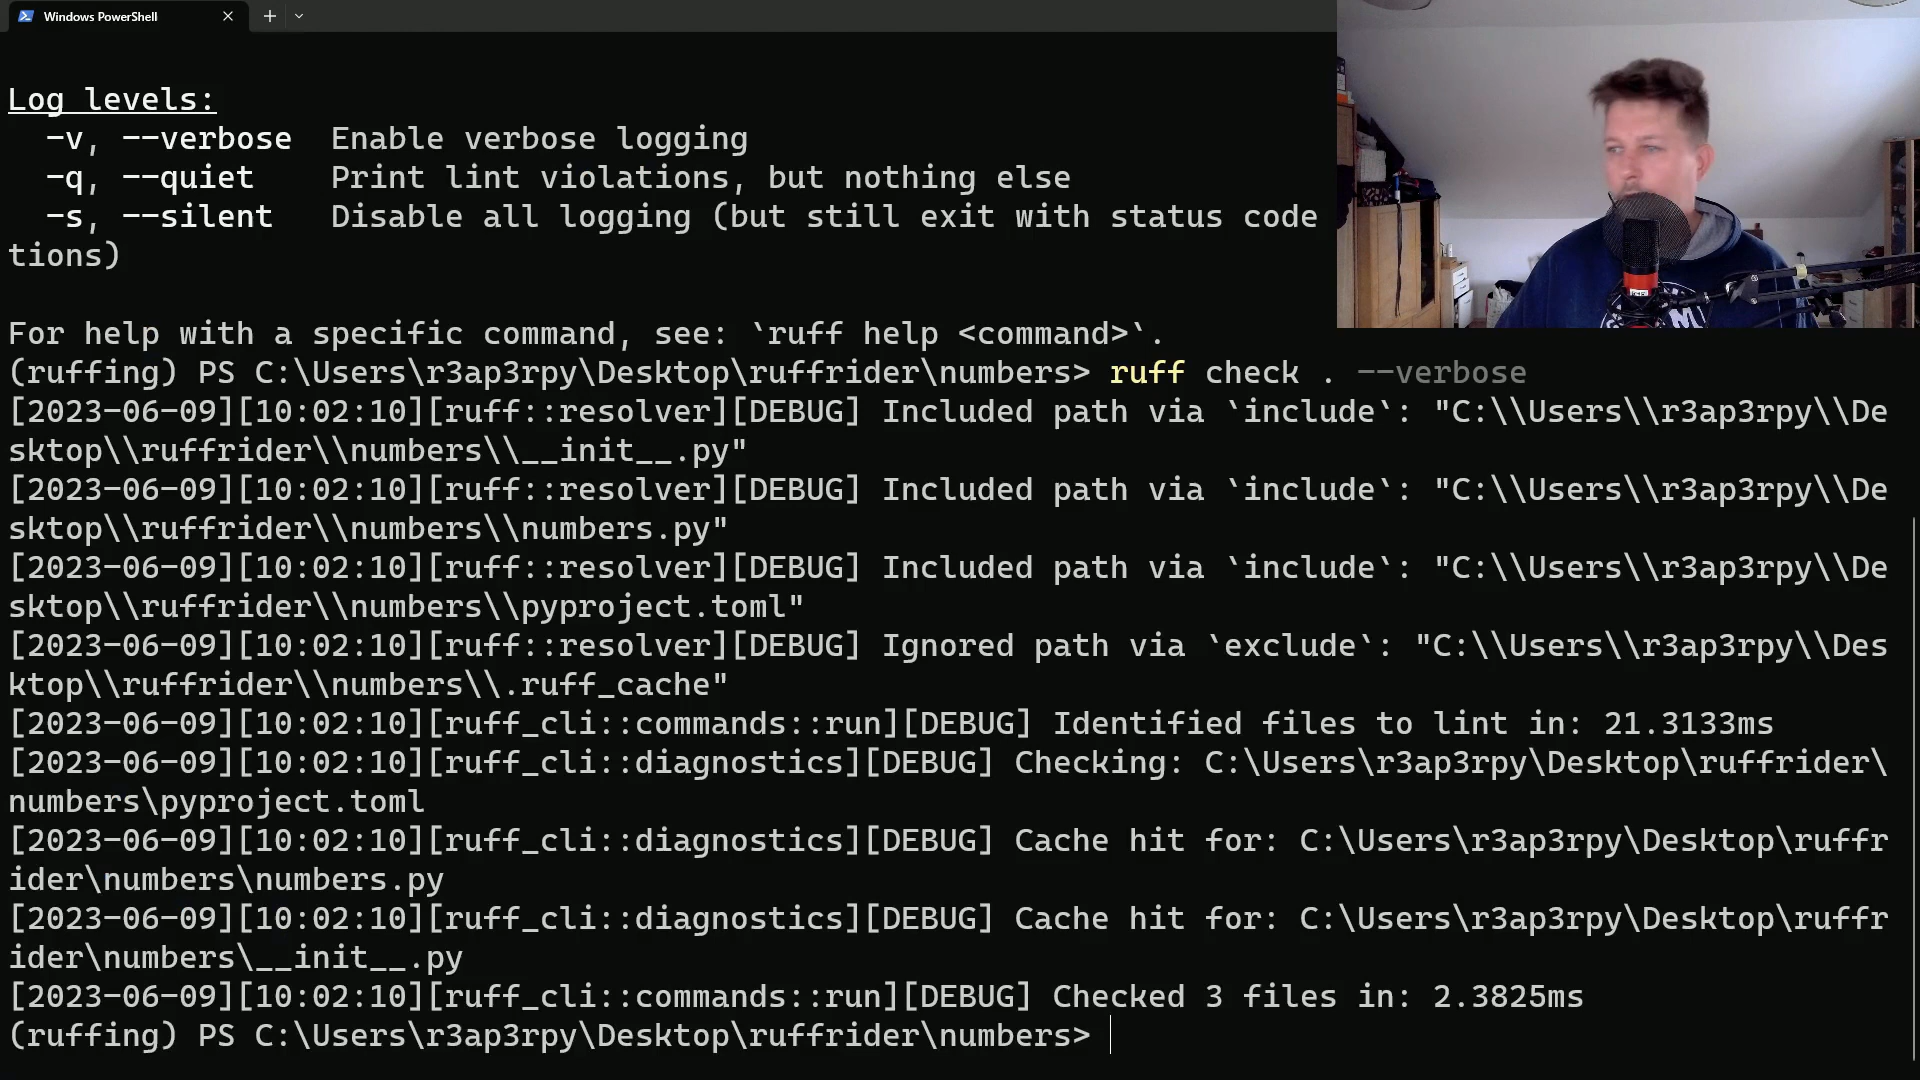 Windows PowerShell
Log levels:
-v, --verbose  Enable verbose logging
-q, --quiet    Print lint violations, but nothing else
-s, --silent   Disable all logging (but still exit with status code
tions)
For help with a specific command, see: `ruff help <command>`.
(ruffing) PS C:\Users\r3ap3rpy\Desktop\ruffrider\numbers> ruff check . --verbose
[2023-06-09][10:02:10][ruff::resolver][DEBUG] Included path via `include`: "C:\\Users\\r3ap3rpy\\De
sktop\\ruffrider\\numbers\\__init__.py"
[2023-06-09][10:02:10][ruff::resolver][DEBUG] Included path via `include`: "C:\\Users\\r3ap3rpy\\De
sktop\\ruffrider\\numbers\\numbers.py"
[2023-06-09][10:02:10][ruff::resolver][DEBUG] Included path via `include`: "C:\\Users\\r3ap3rpy\\De
sktop\\ruffrider\\numbers\\pyproject.toml"
[2023-06-09][10:02:10][ruff::resolver][DEBUG] Ignored path via `exclude`: "C:\\Users\\r3ap3rpy\\Des
ktop\\ruffrider\\numbers\\.ruff_cache"
[2023-06-09][10:02:10][ruff_cli::commands::run][DEBUG] Identified files to lint in: 21.3133ms
[2023-06-09][10:02:10][ruff_cli::diagnostics][DEBUG] Checking: C:\Users\r3ap3rpy\Desktop\ruffrider\
numbers\pyproject.toml
[2023-06-09][10:02:10][ruff_cli::diagnostics][DEBUG] Cache hit for: C:\Users\r3ap3rpy\Desktop\ruffr
ider\numbers\numbers.py
[2023-06-09][10:02:10][ruff_cli::diagnostics][DEBUG] Cache hit for: C:\Users\r3ap3rpy\Desktop\ruffr
ider\numbers\__init__.py
[2023-06-09][10:02:10][ruff_cli::commands::run][DEBUG] Checked 3 files in: 2.3825ms
(ruffing) PS C:\Users\r3ap3rpy\Desktop\ruffrider\numbers>